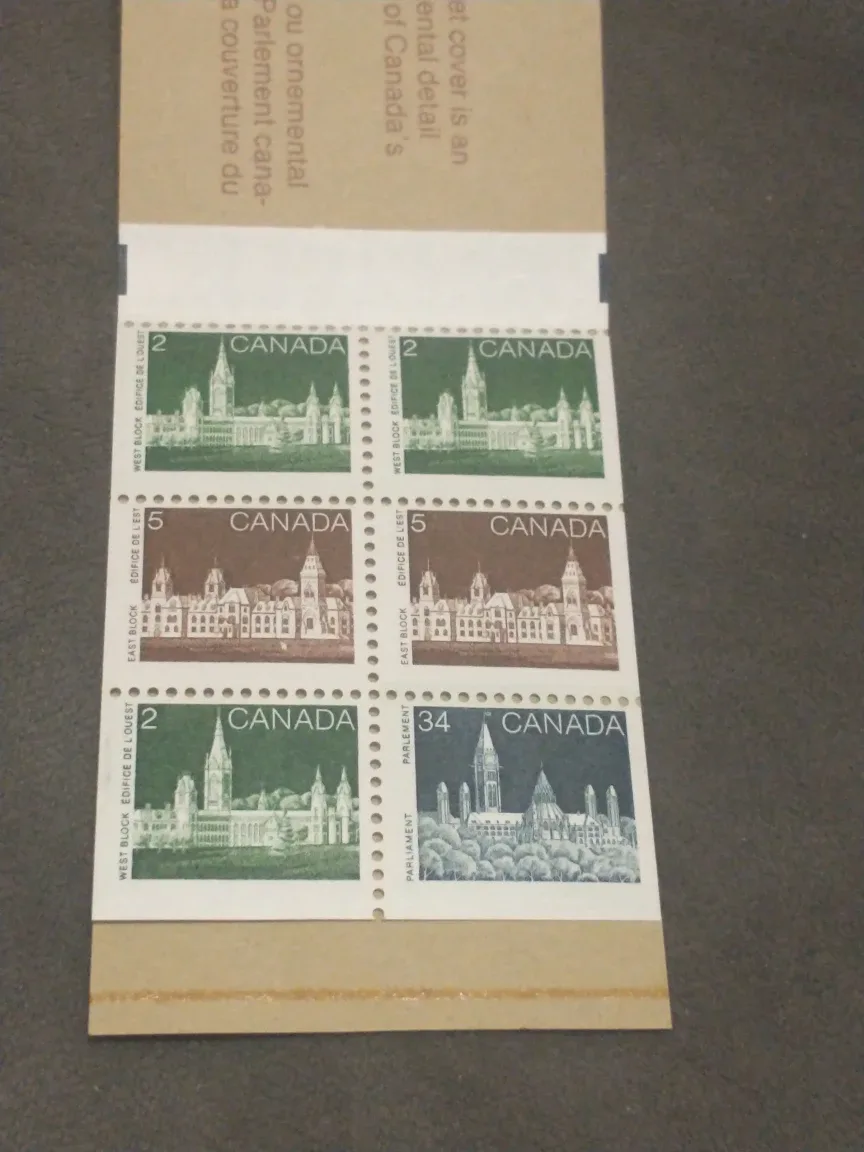 et cover is an
ental detail
of Canada's
ou ornemental
Parlement cana-
a couverture du
2 CANADA
WEST BLOCK ÉDIFICE DE L'OUEST
2 CANADA
WEST BLOCK ÉDIFICE DE L'OUEST
5 CANADA
EAST BLOCK ÉDIFICE DE L'EST
5 CANADA
EAST BLOCK ÉDIFICE DE L'EST
2 CANADA
WEST BLOCK ÉDIFICE DE L'OUEST
34 CANADA
PARLIAMENT PARLEMENT